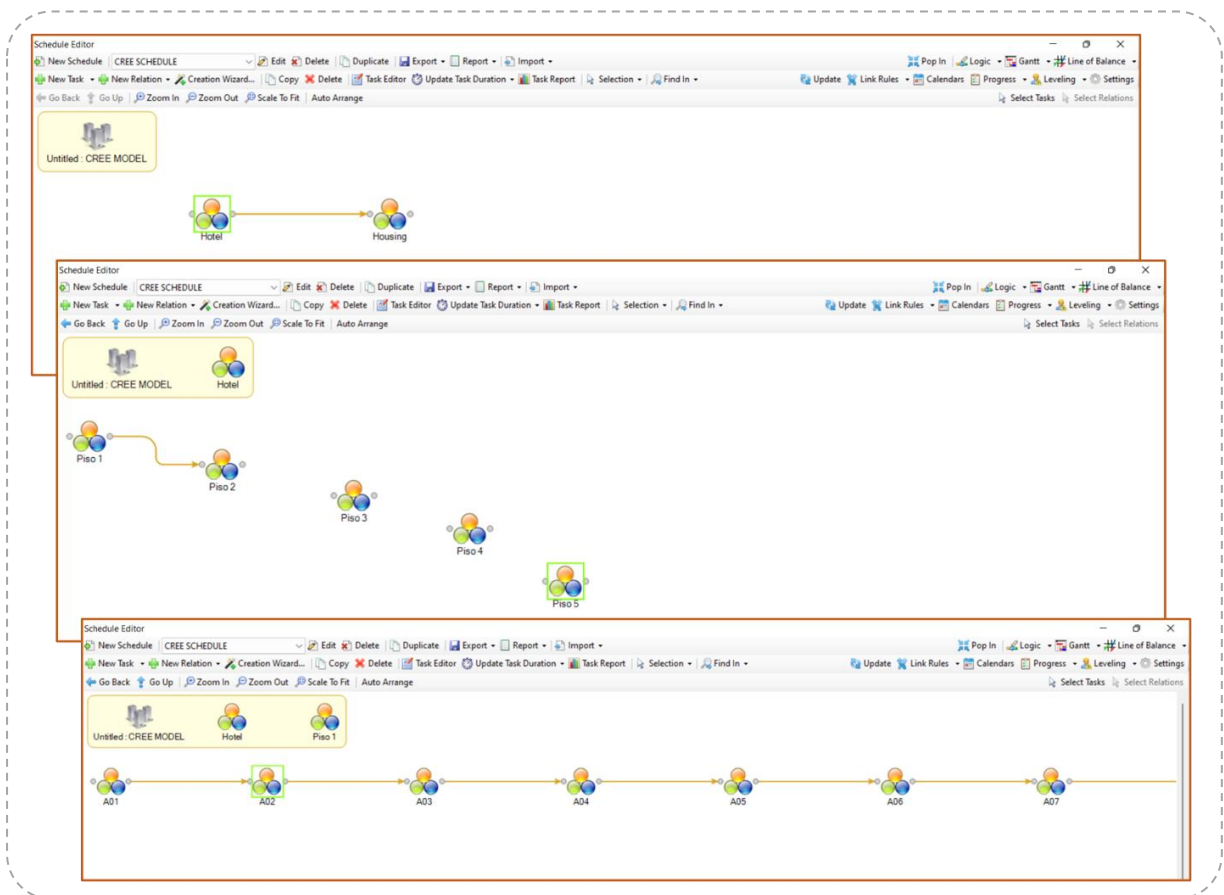 Schedule Editor
New Schedule CREE SCHEDULE Edit Delete Duplicate Export Report Import Pop In Logic Gantt Line of Balance
New Task New Relation Creation Wizard... Copy Delete Task Editor Update Task Duration Task Report Selection Find In Update Link Rules Calendars Progress Leveling Settings
Go Back Go Up Zoom In Zoom Out Scale To Fit Auto Arrange Select Tasks Select Relations
Untitled : CREE MODEL
Hotel Housing
Schedule Editor
New Schedule CREE SCHEDULE Edit Delete Duplicate Export Report Import Pop In Logic Gantt Line of Balance
New Task New Relation Creation Wizard... Copy Delete Task Editor Update Task Duration Task Report Selection Find In Update Link Rules Calendars Progress Leveling Settings
Go Back Go Up Zoom In Zoom Out Scale To Fit Auto Arrange Select Tasks Select Relations
Untitled : CREE MODEL Hotel
Piso 1
Piso 2
Piso 3
Piso 4
Piso 5
Schedule Editor
New Schedule CREE SCHEDULE Edit Delete Duplicate Export Report Import Pop In Logic Gantt Line of Balance
New Task New Relation Creation Wizard... Copy Delete Task Editor Update Task Duration Task Report Selection Find In Update Link Rules Calendars Progress Leveling Settings
Go Back Go Up Zoom In Zoom Out Scale To Fit Auto Arrange Select Tasks Select Relations
Untitled : CREE MODEL Hotel Piso 1
A01 A02 A03 A04 A05 A06 A07